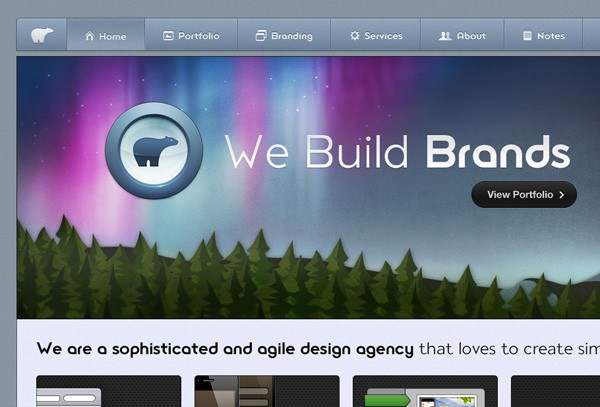 Home Portfolio Branding Services About Notes
We Build Brands
View Portfolio
We are a sophisticated and agile design agency that loves to create